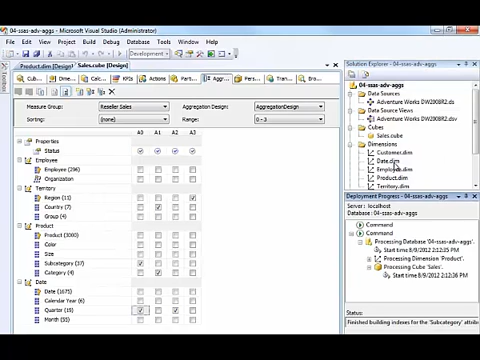 04-ssas-adv-aggs - Microsoft Visual Studio (Administrator)
File Edit View Project Build Debug Database Tools Window Help
Development
Product.dim [Design] Sales.cube [Design]
Cub... Dime... Calc... KPIs Actions Parti... Aggr... Persp... Tran... Bro...
Measure Group: Reseller Sales Aggregation Design: AggregationDesign
Sorting: (none) Range: 0 - 3
A0 A1 A2 A3
Properties
Status
Employee
Employee (296)
Organization
Territory
Region (11)
Country (7)
Group (4)
Product
Product (3000)
Color
Size
Subcategory (37)
Category (4)
Date
Date (1675)
Calendar Year (6)
Quarter (19)
Month (55)
Toolbox
Solution Explorer - 04-ssas-adv-aggs
04-ssas-adv-aggs
Data Sources
Adventure Works DW2008R2.ds
Data Source Views
Adventure Works DW2008R2.dsv
Cubes
Sales.cube
Dimensions
Customer.dim
Date.dim
Employee.dim
Product.dim
Territory.dim
Deployment Progress - 04-ssas-adv-aggs
Server : localhost
Database : 04-ssas-adv-aggs
Command
Command
Processing Database '04-ssas-adv-aggs'
Start time 8/9/2012 2:12:35 PM
Processing Dimension 'Product'.
Processing Cube 'Sales'.
Start time 8/9/2012 2:12:36 PM
Status:
Finished building indexes for the 'Subcategory' attribu